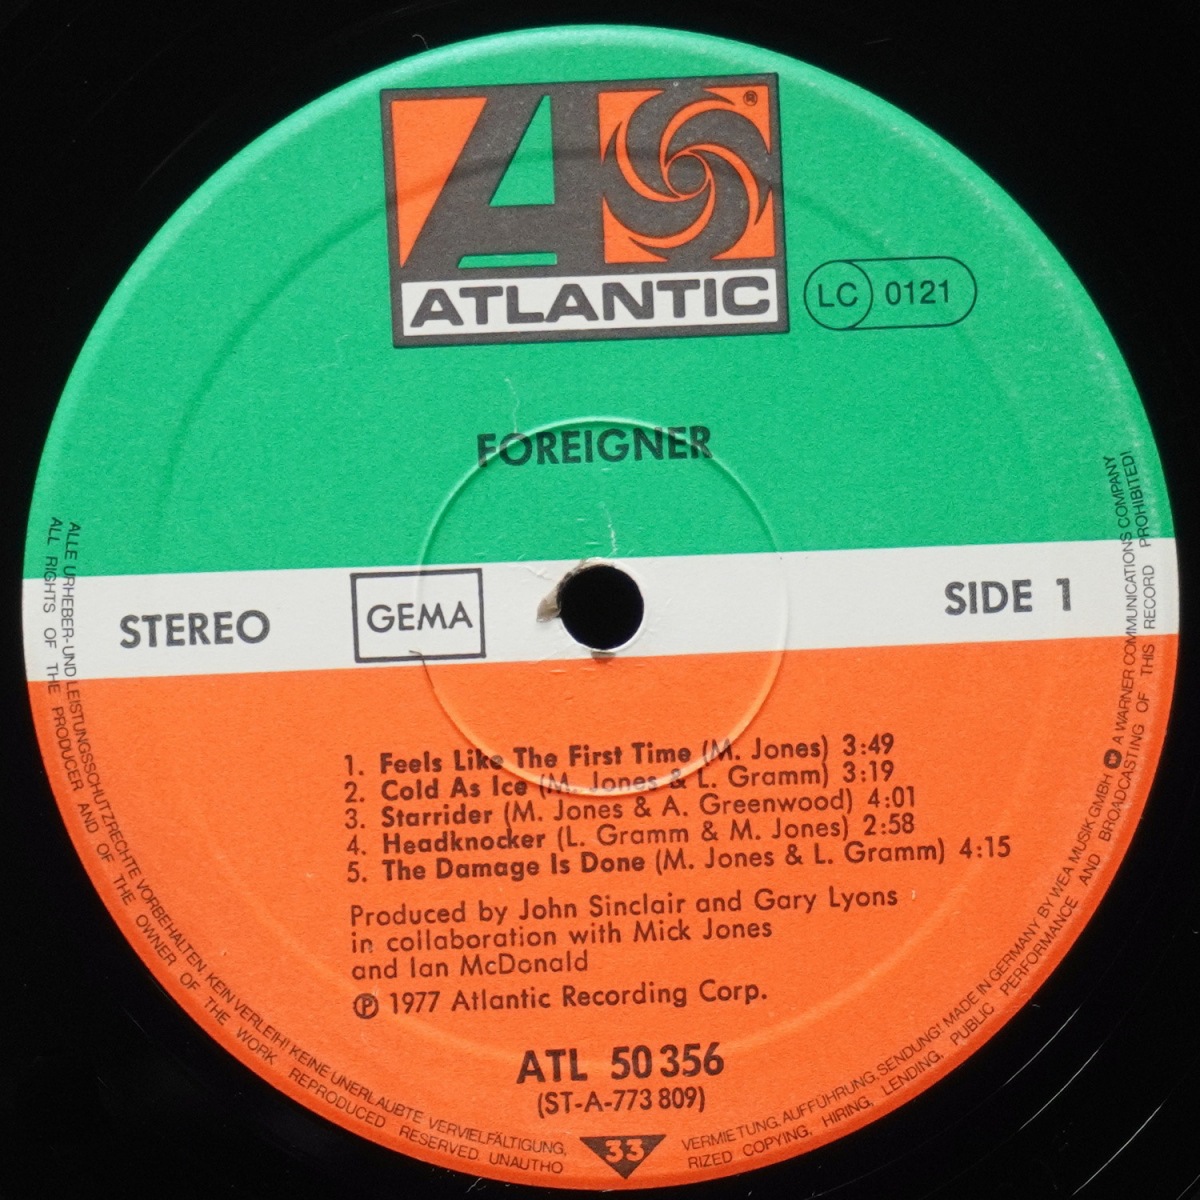 ATLANTIC
®
LC 0121
FOREIGNER
STEREO
GEMA
SIDE 1
1. Feels Like The First Time (M. Jones) 3:49
2. Cold As Ice (M. Jones & L. Gramm) 3:19
3. Starrider (M. Jones & A. Greenwood) 4:01
4. Headknocker (L. Gramm & M. Jones) 2:58
5. The Damage Is Done (M. Jones & L. Gramm) 4:15
Produced by John Sinclair and Gary Lyons
in collaboration with Mick Jones
and Ian McDonald
℗ 1977 Atlantic Recording Corp.
ATL 50 356
(ST-A-773 809)
33
ALLE URHEBER- UND LEISTUNGSSCHUTZRECHTE VORBEHALTEN. KEIN VERLEIH! KEINE UNERLAUBTE VERVIELFÄLTIGUNG, VERMIETUNG, AUFFÜHRUNG, SENDUNG! MADE IN GERMANY BY WEA MUSIK GMBH A WARNER COMMUNICATIONS COMPANY
ALL RIGHTS OF THE PRODUCER AND OF THE OWNER OF THE WORK REPRODUCED RESERVED. UNAUTHORIZED COPYING, HIRING, LENDING, PUBLIC PERFORMANCE AND BROADCASTING OF THIS RECORD PROHIBITED!